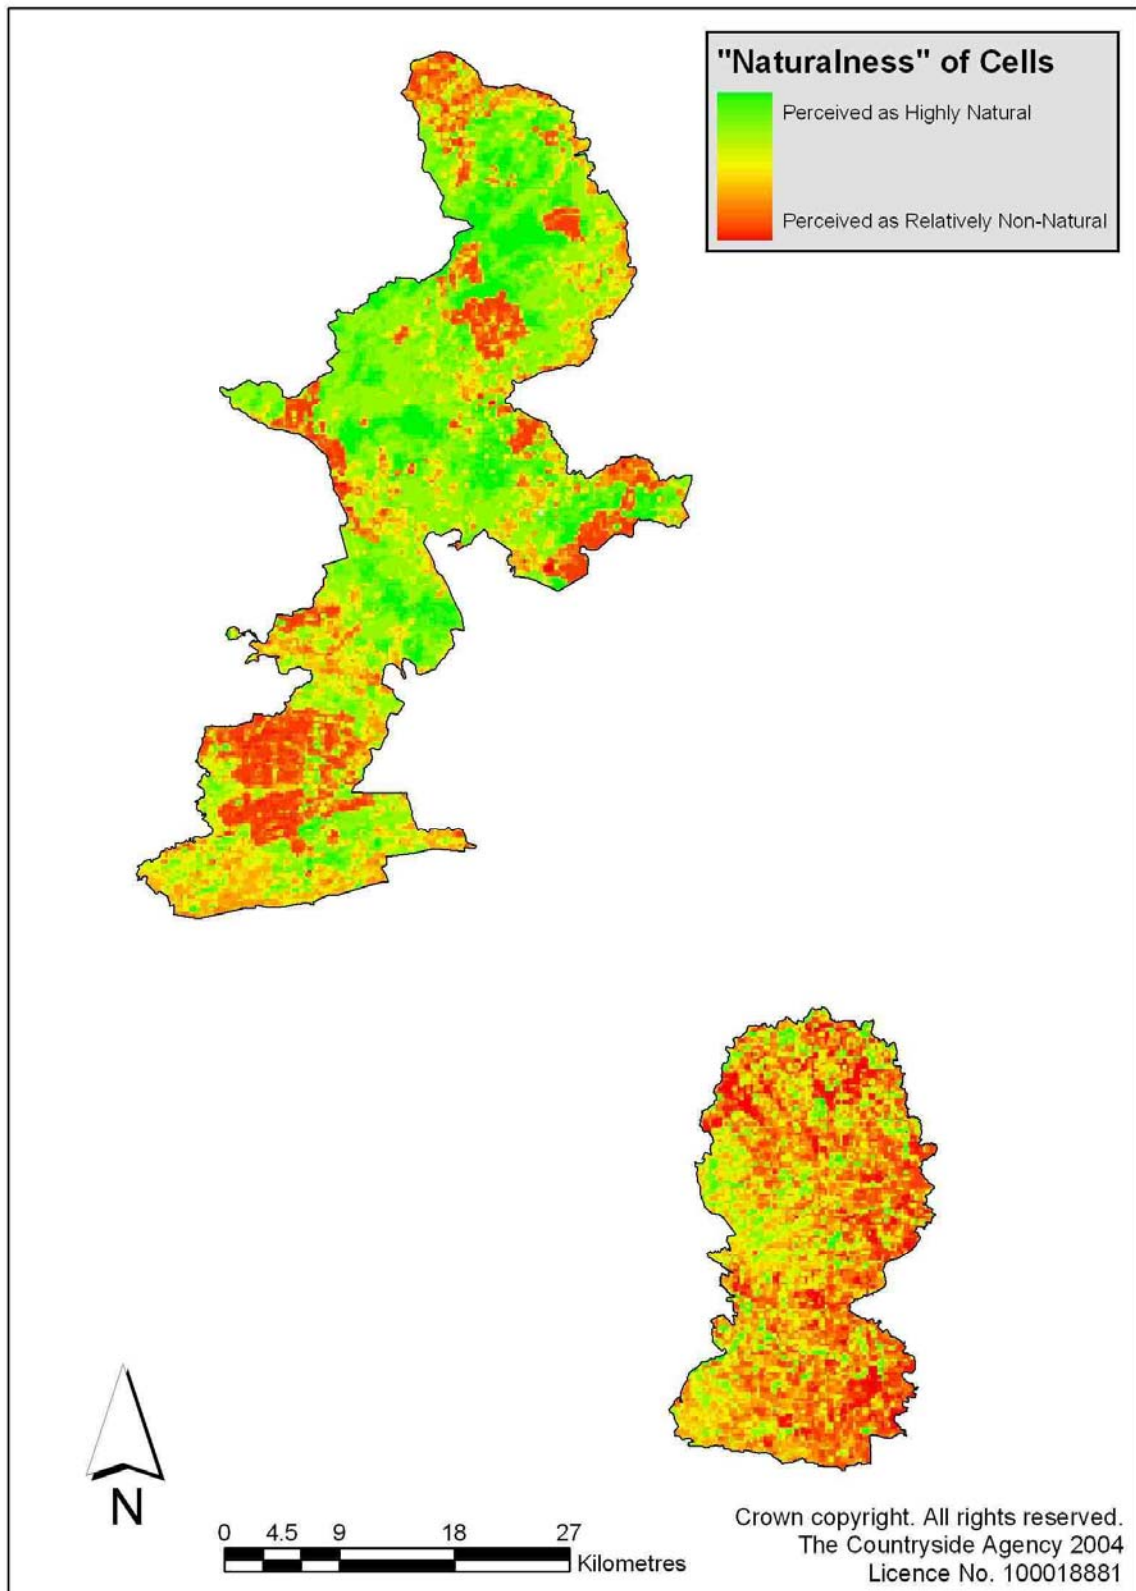 "Naturalness" of Cells
Perceived as Highly Natural
Perceived as Relatively Non-Natural
N
0 4.5 9 18 27
Kilometres
Crown copyright. All rights reserved.
The Countryside Agency 2004
Licence No. 100018881